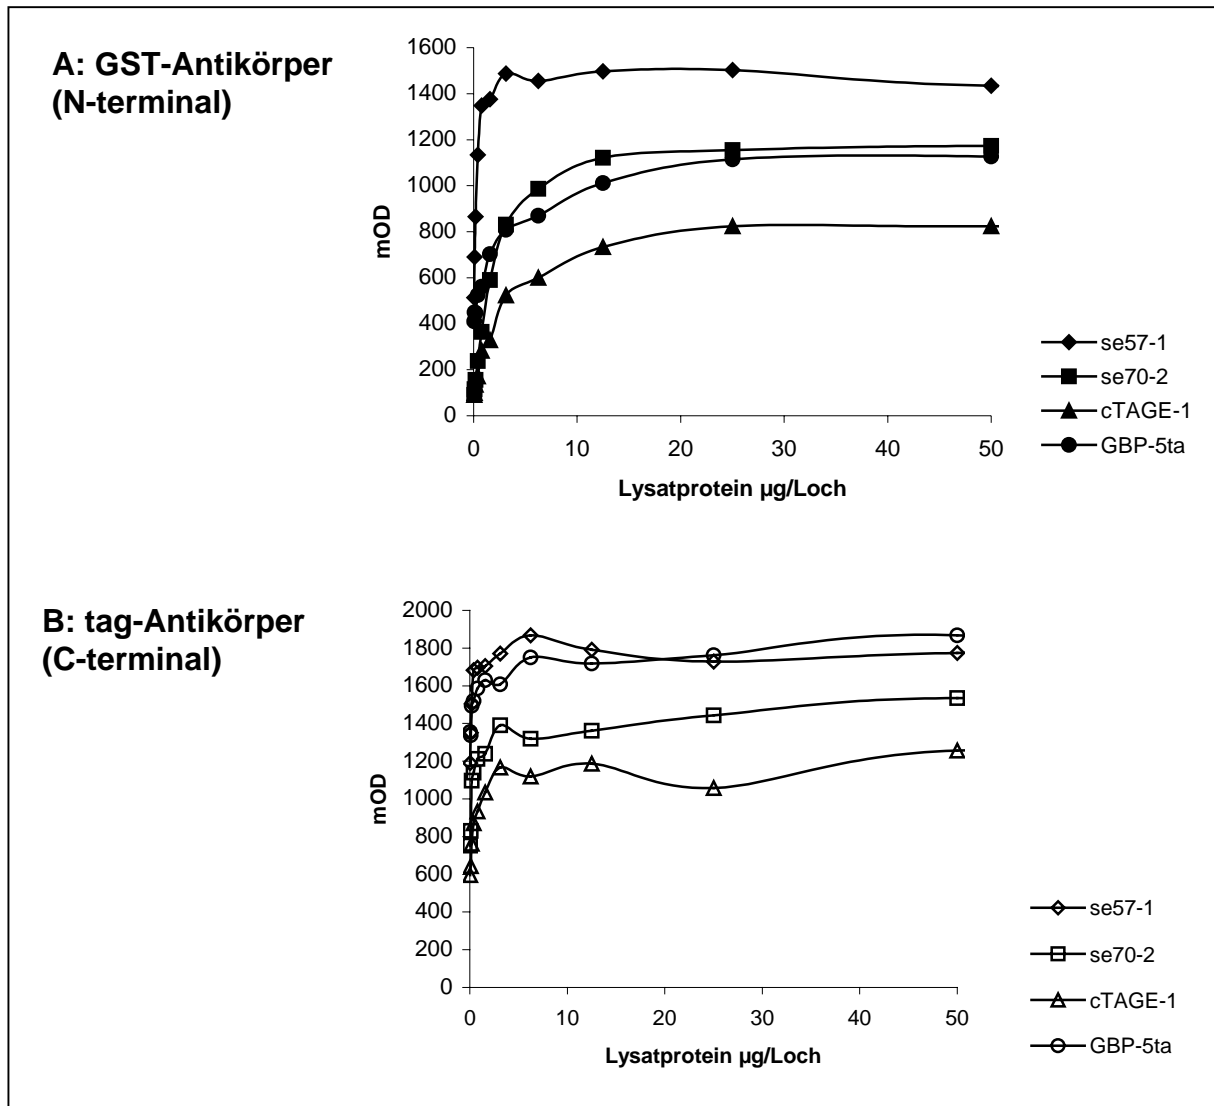 A: GST-Antikörper
(N-terminal)
1600
1400
1200
1000
800
600
400
200
0
mOD
0 10 20 30 40 50
Lysatprotein µg/Loch
se57-1
se70-2
cTAGE-1
GBP-5ta
B: tag-Antikörper
(C-terminal)
2000
1800
1600
1400
1200
1000
800
600
400
200
0
mOD
0 10 20 30 40 50
Lysatprotein µg/Loch
se57-1
se70-2
cTAGE-1
GBP-5ta